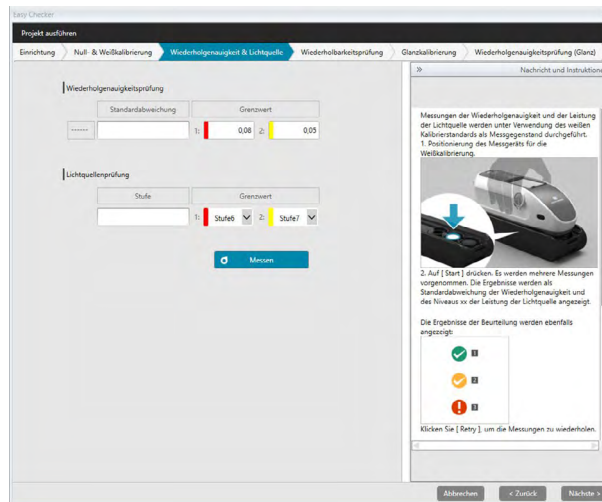 Easy Checker
Projekt ausführen
Einrichtung Null- & Weißkalibrierung Wiederholgenauigkeit & Lichtquelle Wiederholbarkeitsprüfung Glanzkalibrierung Wiederholgenauigkeitsprüfung (Glanz)
» Nachricht und Instruktione
Wiederholgenauigkeitsprüfung
Standardabweichung Grenzwert
------ 1: 0,08 2: 0,05
Lichtquellenprüfung
Stufe Grenzwert
1: Stufe6 2: Stufe7
Messen
Messungen der Wiederholgenauigkeit und der Leistung
der Lichtquelle werden unter Verwendung des weißen
Kalibrierstandards als Messgegenstand durchgeführt.
1. Positionierung des Messgeräts für die
Weißkalibrierung.
2. Auf [ Start ] drücken. Es werden mehrere Messungen
vorgenommen. Die Ergebnisse werden als
Standardabweichung der Wiederholgenauigkeit und
des Niveaus xx der Leistung der Lichtquelle angezeigt.
Die Ergebnisse der Beurteilung werden ebenfalls
angezeigt:
1
2
3
Klicken Sie [ Retry ], um die Messungen zu wiederholen.
Abbrechen < Zurück Nächste >